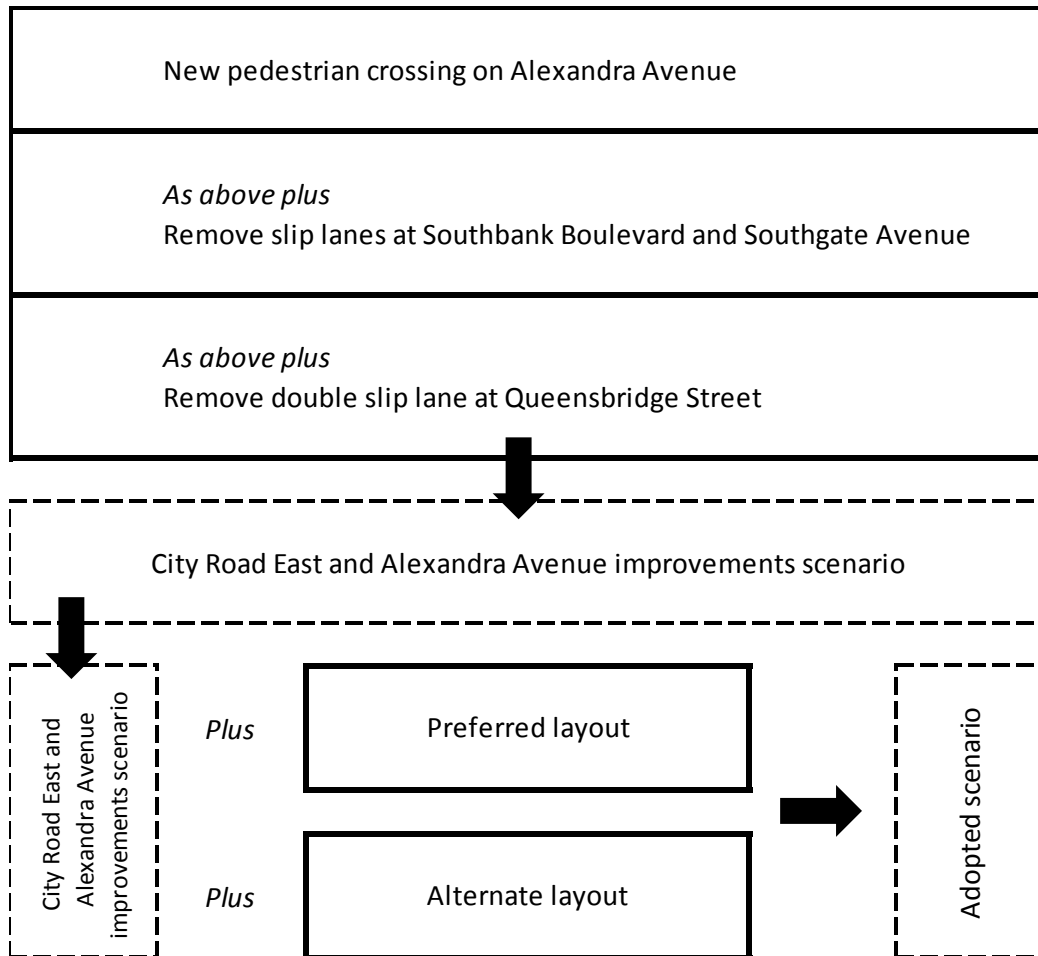 New pedestrian crossing on Alexandra Avenue
As above plus
Remove slip lanes at Southbank Boulevard and Southgate Avenue
As above plus
Remove double slip lane at Queensbridge Street
City Road East and Alexandra Avenue improvements scenario
City Road East and
Alexandra Avenue
improvements scenario
Plus
Preferred layout
Plus
Alternate layout
Adopted scenario